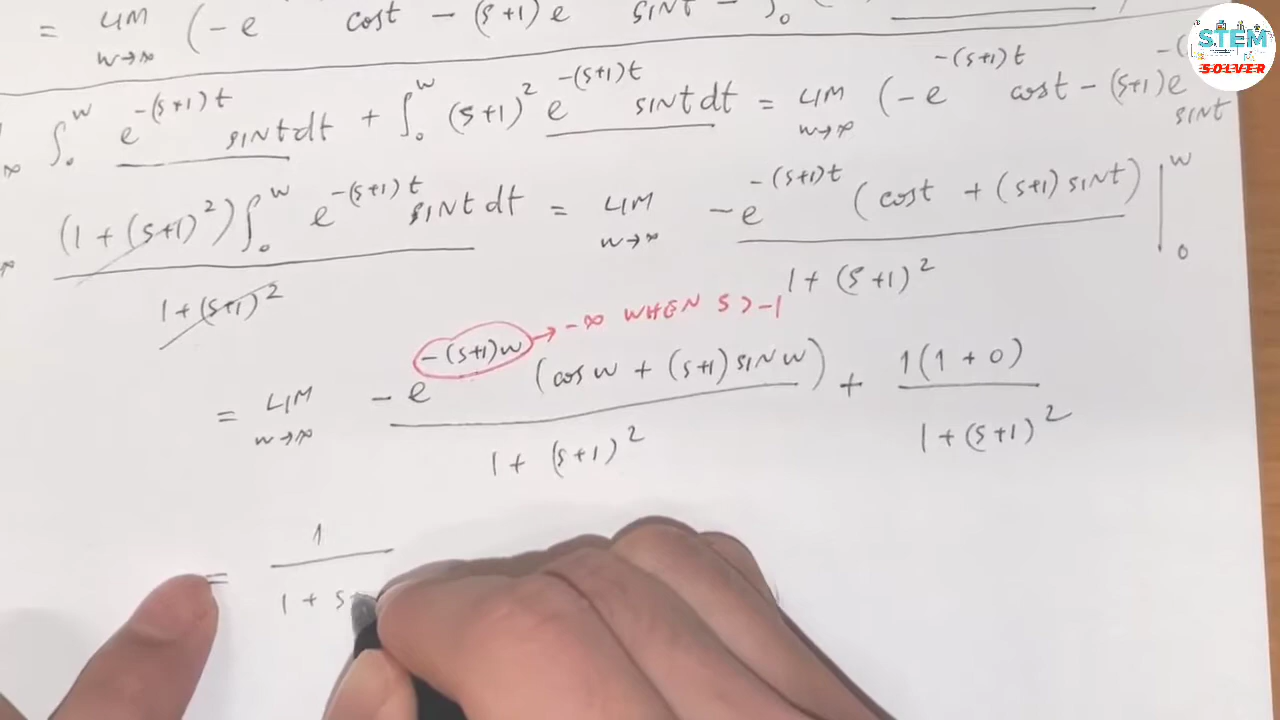 = LIM w→∞ (-e cost - (s+1)e sint - ∫₀ (
∫₀^w e^-(s+1)t sint dt + ∫₀^w (s+1)² e^-(s+1)t sint dt = LIM w→∞ (-e^-(s+1)t cost - (s+1)e^-( sint
(1 + (s+1)²) ∫₀^w e^-(s+1)t sint dt / 1+(s+1)² = LIM w→∞ -e^-(s+1)t (cost + (s+1) sint) / 1+(s+1)² |₀^w
→ -∞ WHEN s > -1
= LIM w→∞ -e^-(s+1)w (cosw + (s+1) sinw) / 1+(s+1)² + 1(1+0) / 1+(s+1)²
= 1 / 1 + s
STEM
SOLVER